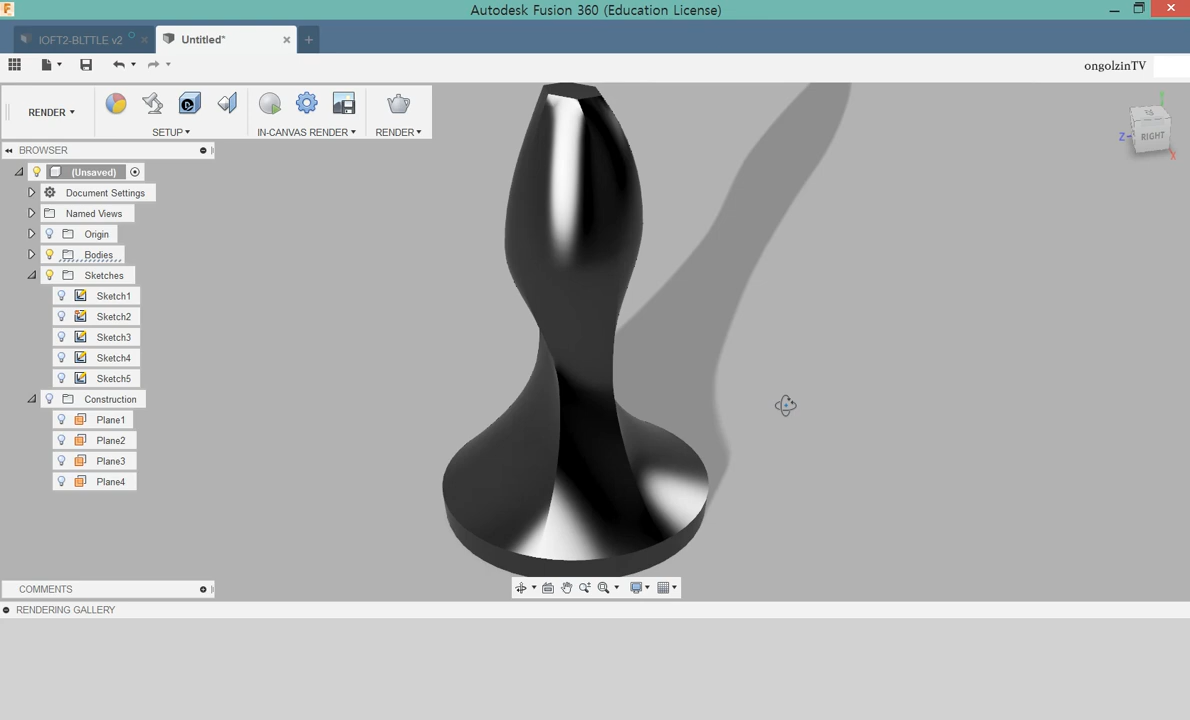 Autodesk Fusion 360 (Education License)
IOFT2-BLTTLE v2
Untitled*
ongolzinTV
RENDER
SETUP
IN-CANVAS RENDER
RENDER
BROWSER
(Unsaved)
Document Settings
Named Views
Origin
Bodies
Sketches
Sketch1
Sketch2
Sketch3
Sketch4
Sketch5
Construction
Plane1
Plane2
Plane3
Plane4
RIGHT
Z
X
COMMENTS
RENDERING GALLERY